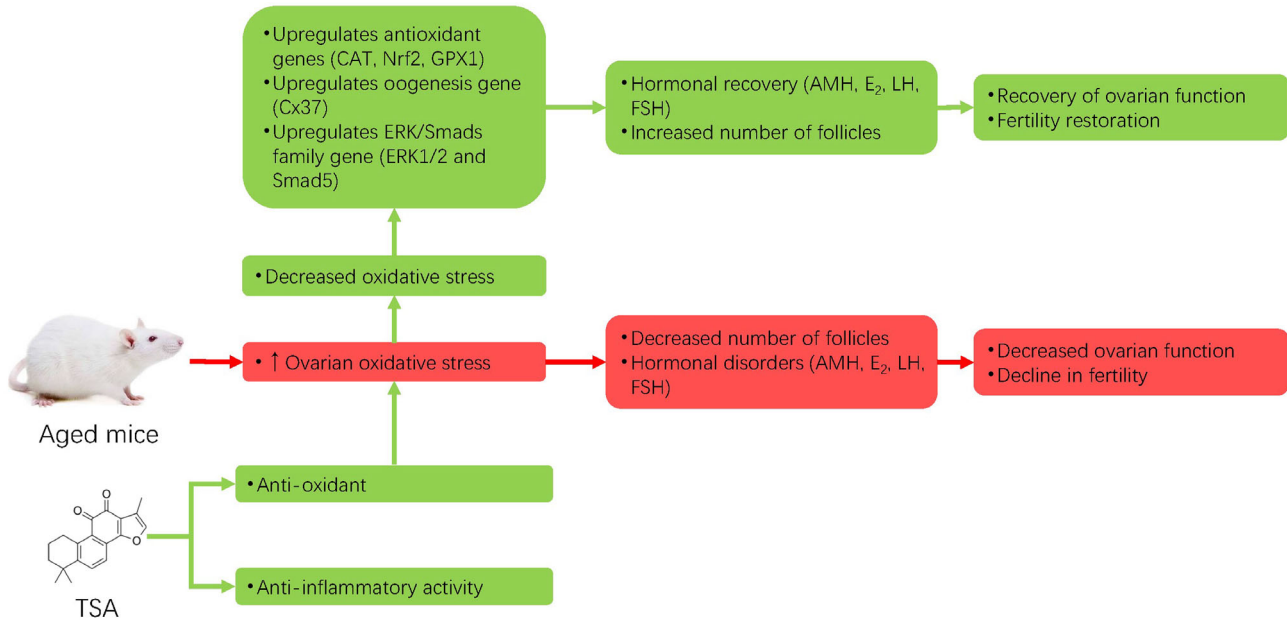 •Upregulates antioxidant
genes (CAT, Nrf2, GPX1)
•Upregulates oogenesis gene
(Cx37)
•Upregulates ERK/Smads
family gene (ERK1/2 and
Smad5)
•Hormonal recovery (AMH, E₂, LH,
FSH)
•Increased number of follicles
•Recovery of ovarian function
•Fertility restoration
•Decreased oxidative stress
•↑Ovarian oxidative stress
•Decreased number of follicles
•Hormonal disorders (AMH, E₂, LH,
FSH)
•Decreased ovarian function
•Decline in fertility
Aged mice
•Anti-oxidant
•Anti-inflammatory activity
O
O
O
TSA